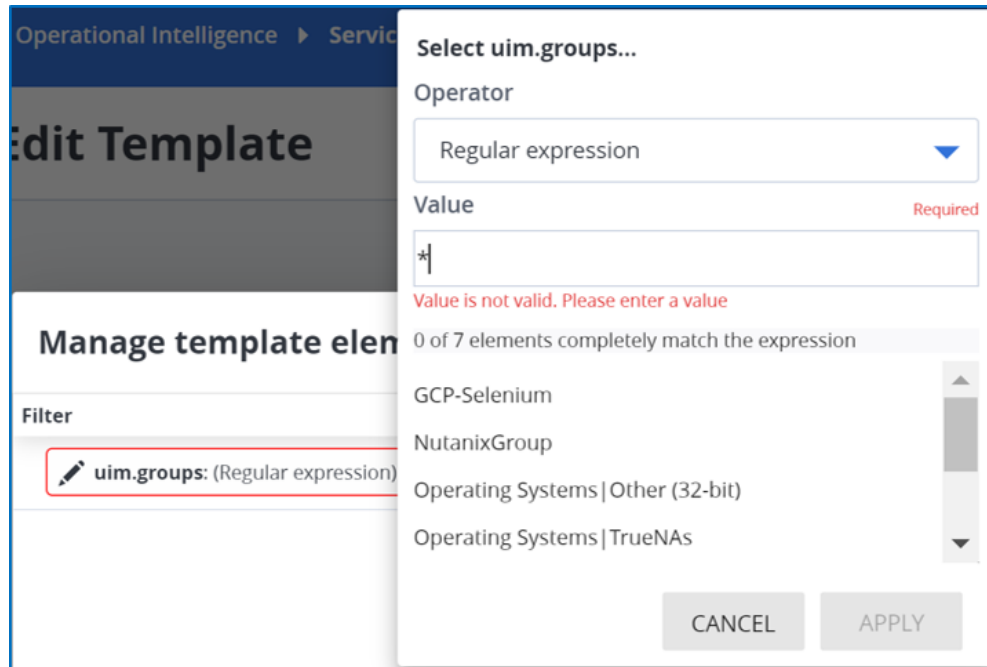 Operational Intelligence ▸ Servic
Edit Template
Manage template elem
Filter
uim.groups: (Regular expression)
Select uim.groups...
Operator
Regular expression
Value
Required
*
Value is not valid. Please enter a value
0 of 7 elements completely match the expression
GCP-Selenium
NutanixGroup
Operating Systems|Other (32-bit)
Operating Systems|TrueNAs
CANCEL
APPLY